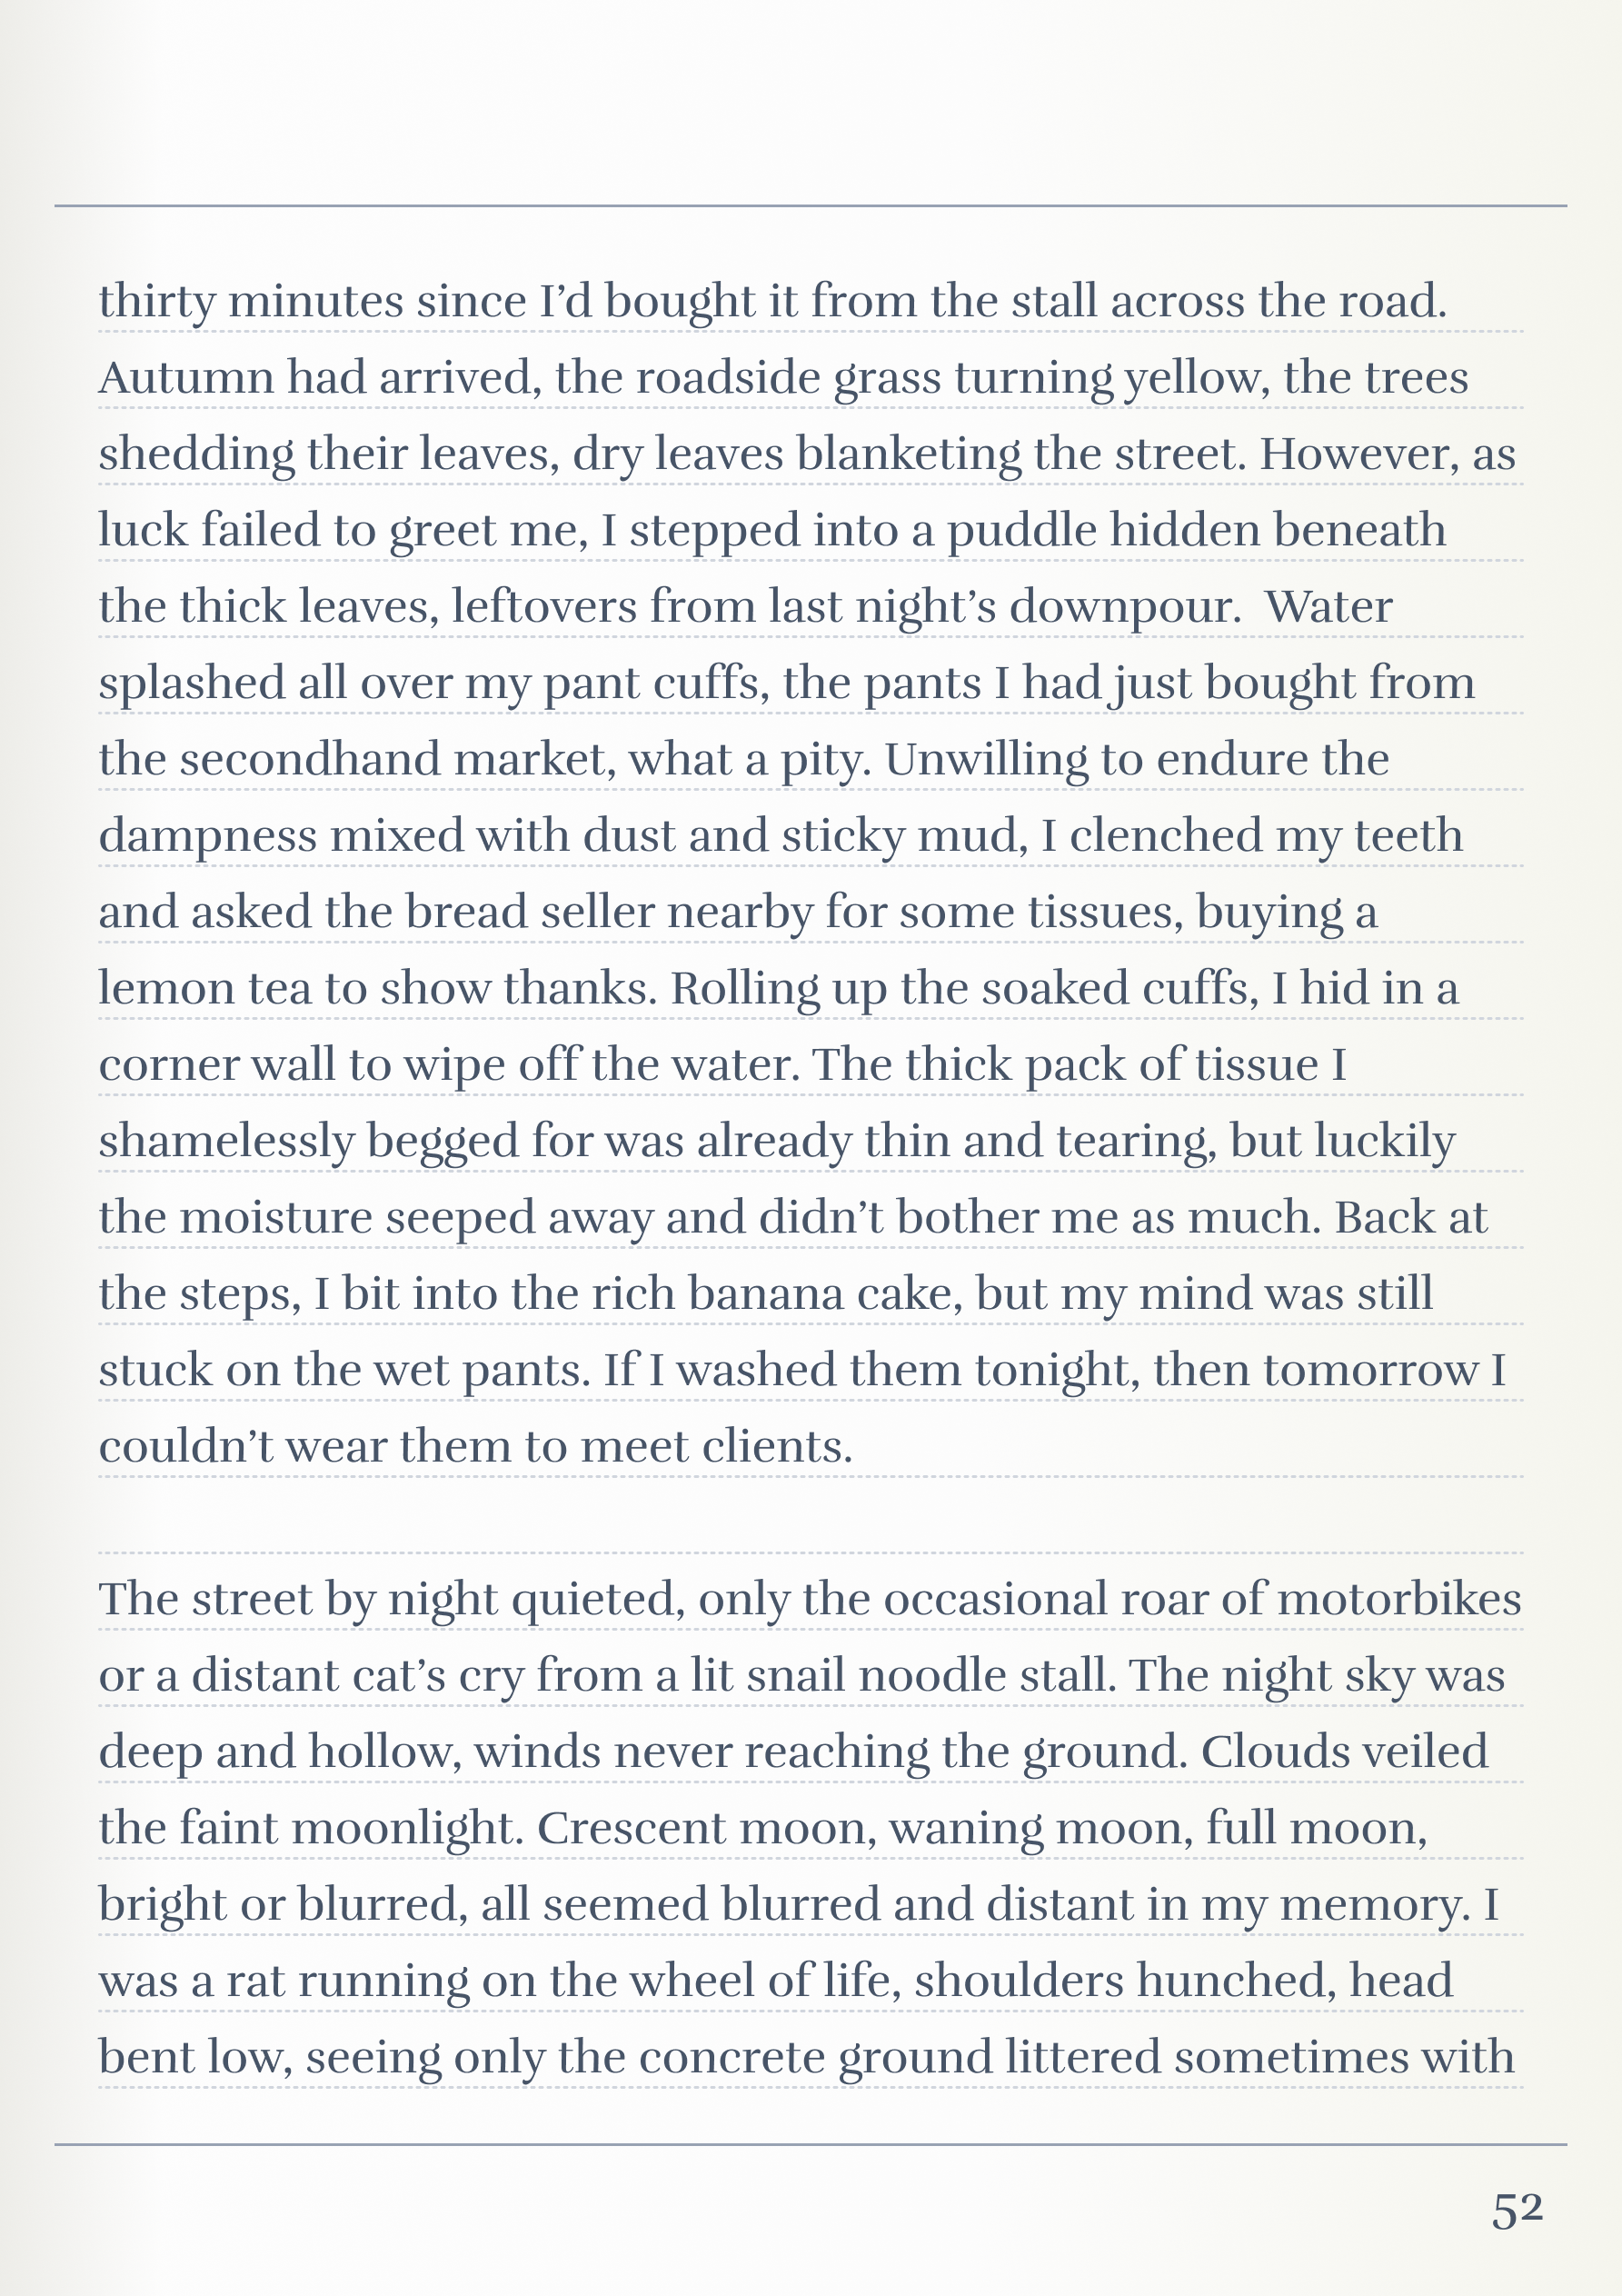 thirty minutes since I’d bought it from the stall across the road.
Autumn had arrived, the roadside grass turning yellow, the trees
shedding their leaves, dry leaves blanketing the street. However, as
luck failed to greet me, I stepped into a puddle hidden beneath
the thick leaves, leftovers from last night’s downpour.  Water
splashed all over my pant cuffs, the pants I had just bought from
the secondhand market, what a pity. Unwilling to endure the
dampness mixed with dust and sticky mud, I clenched my teeth
and asked the bread seller nearby for some tissues, buying a
lemon tea to show thanks. Rolling up the soaked cuffs, I hid in a
corner wall to wipe off the water. The thick pack of tissue I
shamelessly begged for was already thin and tearing, but luckily
the moisture seeped away and didn’t bother me as much. Back at
the steps, I bit into the rich banana cake, but my mind was still
stuck on the wet pants. If I washed them tonight, then tomorrow I
couldn’t wear them to meet clients.
The street by night quieted, only the occasional roar of motorbikes
or a distant cat’s cry from a lit snail noodle stall. The night sky was
deep and hollow, winds never reaching the ground. Clouds veiled
the faint moonlight. Crescent moon, waning moon, full moon,
bright or blurred, all seemed blurred and distant in my memory. I
was a rat running on the wheel of life, shoulders hunched, head
bent low, seeing only the concrete ground littered sometimes with
52